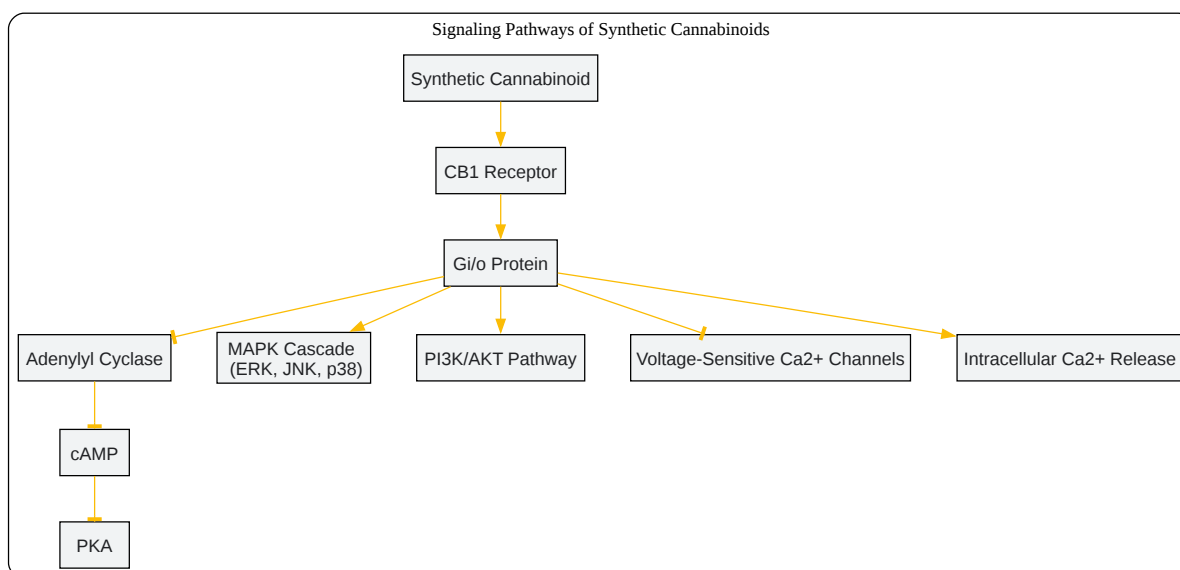 Signaling Pathways of Synthetic Cannabinoids
Synthetic Cannabinoid
CB1 Receptor
Gi/o Protein
Adenylyl Cyclase
MAPK Cascade
(ERK, JNK, p38)
PI3K/AKT Pathway
Voltage-Sensitive Ca2+ Channels
Intracellular Ca2+ Release
cAMP
PKA